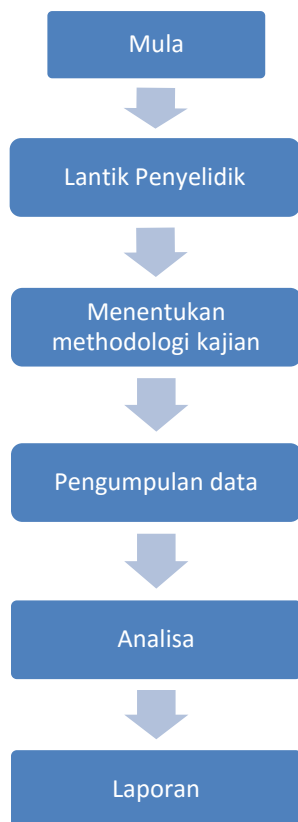 Mula
Lantik Penyelidik
Menentukan
methodologi kajian
Pengumpulan data
Analisa
Laporan